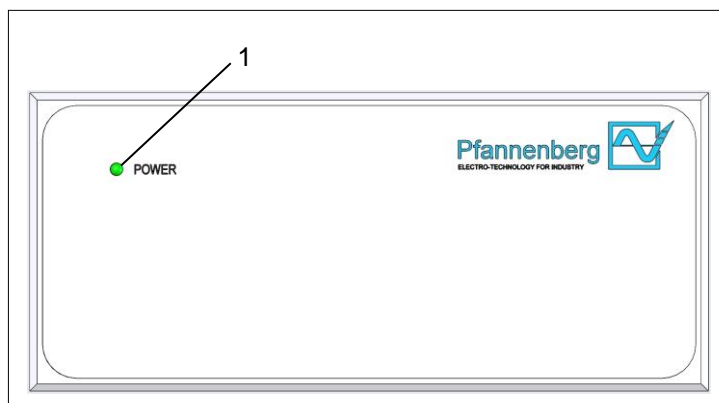 1
POWER
Pfannenberg
ELECTRO-TECHNOLOGY FOR INDUSTRY